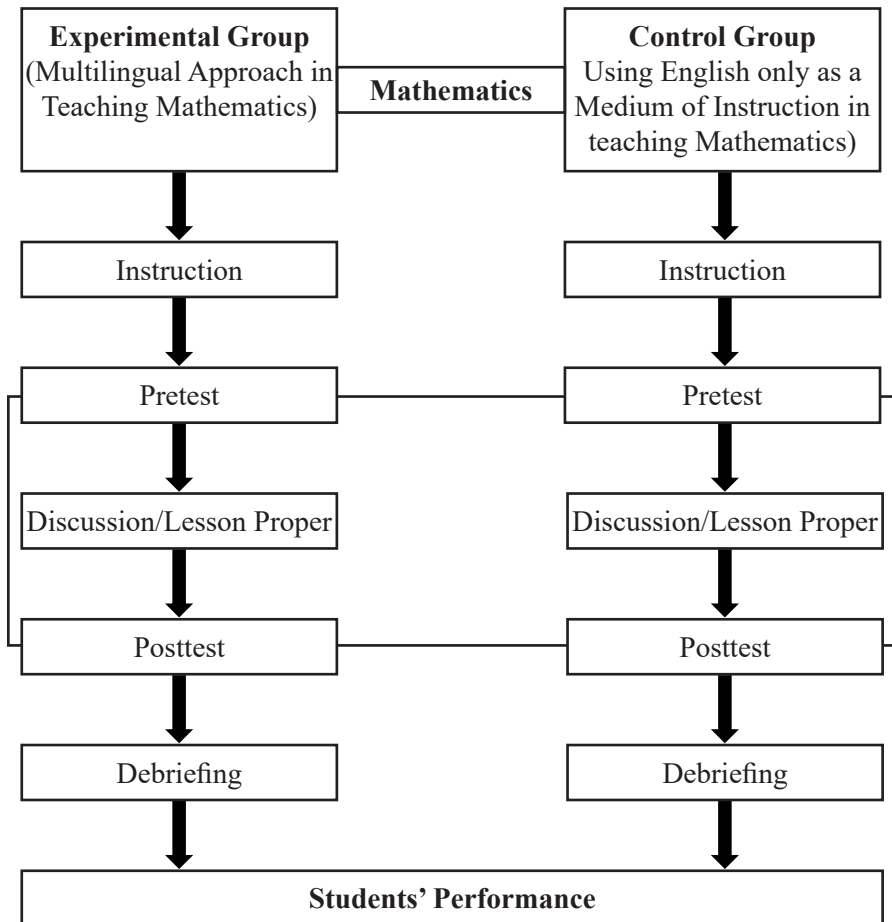 Experimental Group
(Multilingual Approach in
Teaching Mathematics)
Mathematics
Control Group
Using English only as a
Medium of Instruction in
teaching Mathematics)
Instruction
Instruction
Pretest
Pretest
Discussion/Lesson Proper
Discussion/Lesson Proper
Posttest
Posttest
Debriefing
Debriefing
Students’ Performance